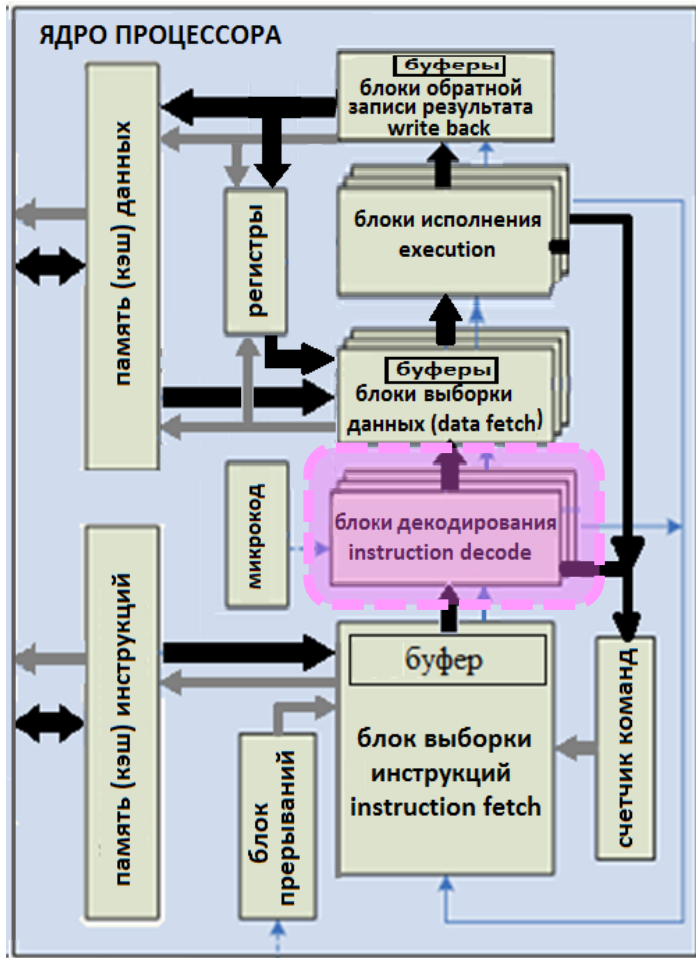 ЯДРО ПРОЦЕССОРА
буферы
блоки обратной
записи результата
write back
память (кэш) данных
регистры
блоки исполнения
execution
буферы
блоки выборки
данных (data fetch)
микрокод
блоки декодирования
instruction decode
память (кэш) инструкций
буфер
блок выборки
инструкций
instruction fetch
блок
прерываний
счетчик команд